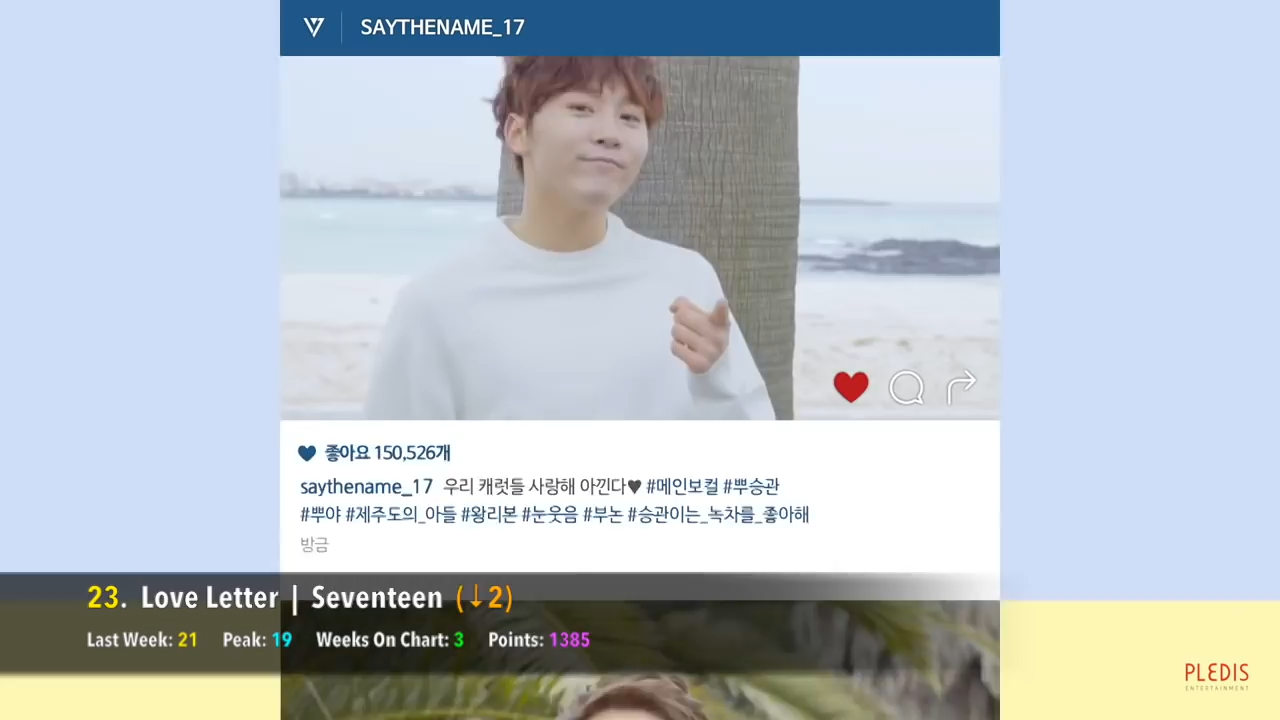 SAYTHENAME_17
좋아요 150,526개
saythename_17 우리 캐럿들 사랑해 아낀다♥ #메인보컬 #뿌승관
#뿌야 #제주도의_아들 #왕리본 #눈웃음 #부논 #승관이는_녹차를_좋아해
방금
23. Love Letter | Seventeen (↓2)
Last Week: 21 Peak: 19 Weeks On Chart: 3 Points: 1385
PLEDIS
ENTERTAINMENT